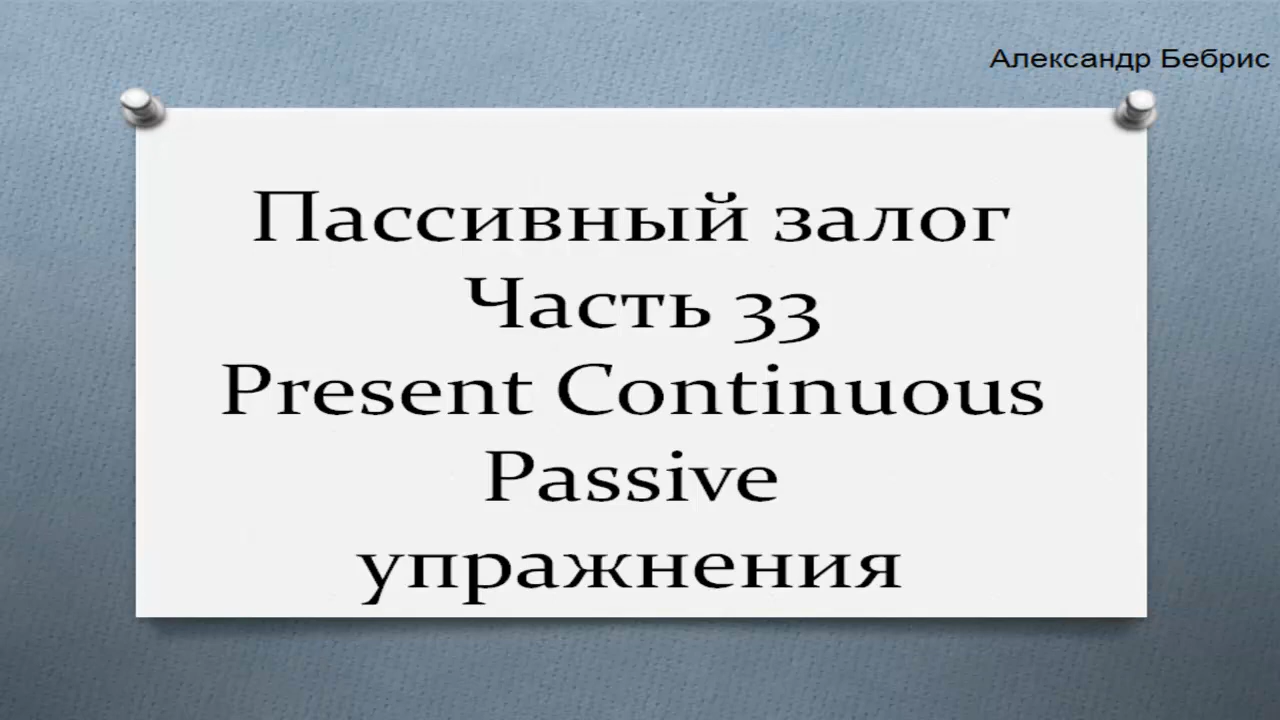 Александр Бебрис
Пассивный залог
Часть 33
Present Continuous
Passive
упражнения